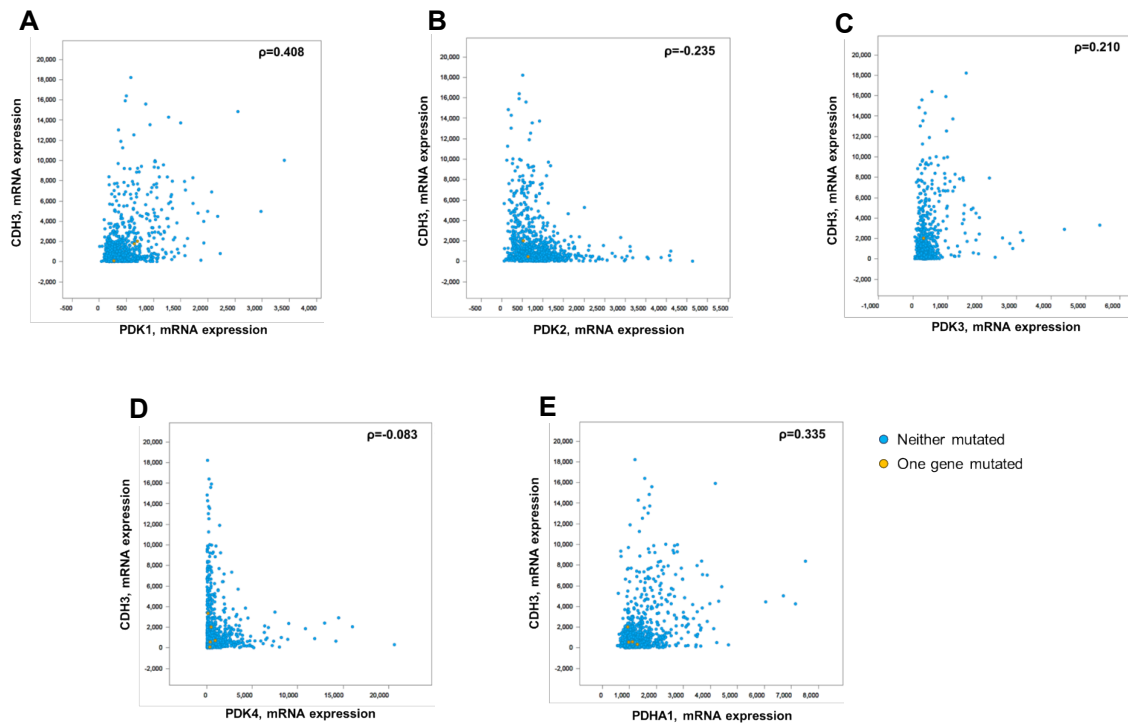 A
ρ=0.408
20,000
18,000
16,000
14,000
12,000
10,000
8,000
6,000
4,000
2,000
0
-2,000
CDH3, mRNA expression
-500 0 500 1,000 1,500 2,000 2,500 3,000 3,500 4,000
PDK1, mRNA expression
B
ρ=-0.235
20,000
18,000
16,000
14,000
12,000
10,000
8,000
6,000
4,000
2,000
0
-2,000
CDH3, mRNA expression
-500 0 500 1,000 1,500 2,000 2,500 3,000 3,500 4,000 4,500 5,000 5,500
PDK2, mRNA expression
C
ρ=0.210
20,000
18,000
16,000
14,000
12,000
10,000
8,000
6,000
4,000
2,000
0
-2,000
CDH3, mRNA expression
-1,000 0 1,000 2,000 3,000 4,000 5,000 6,000
PDK3, mRNA expression
D
ρ=-0.083
20,000
18,000
16,000
14,000
12,000
10,000
8,000
6,000
4,000
2,000
0
-2,000
CDH3, mRNA expression
0 5,000 10,000 15,000 20,000
PDK4, mRNA expression
E
ρ=0.335
20,000
18,000
16,000
14,000
12,000
10,000
8,000
6,000
4,000
2,000
0
-2,000
CDH3, mRNA expression
0 1,000 2,000 3,000 4,000 5,000 6,000 7,000 8,000
PDHA1, mRNA expression
Neither mutated
One gene mutated